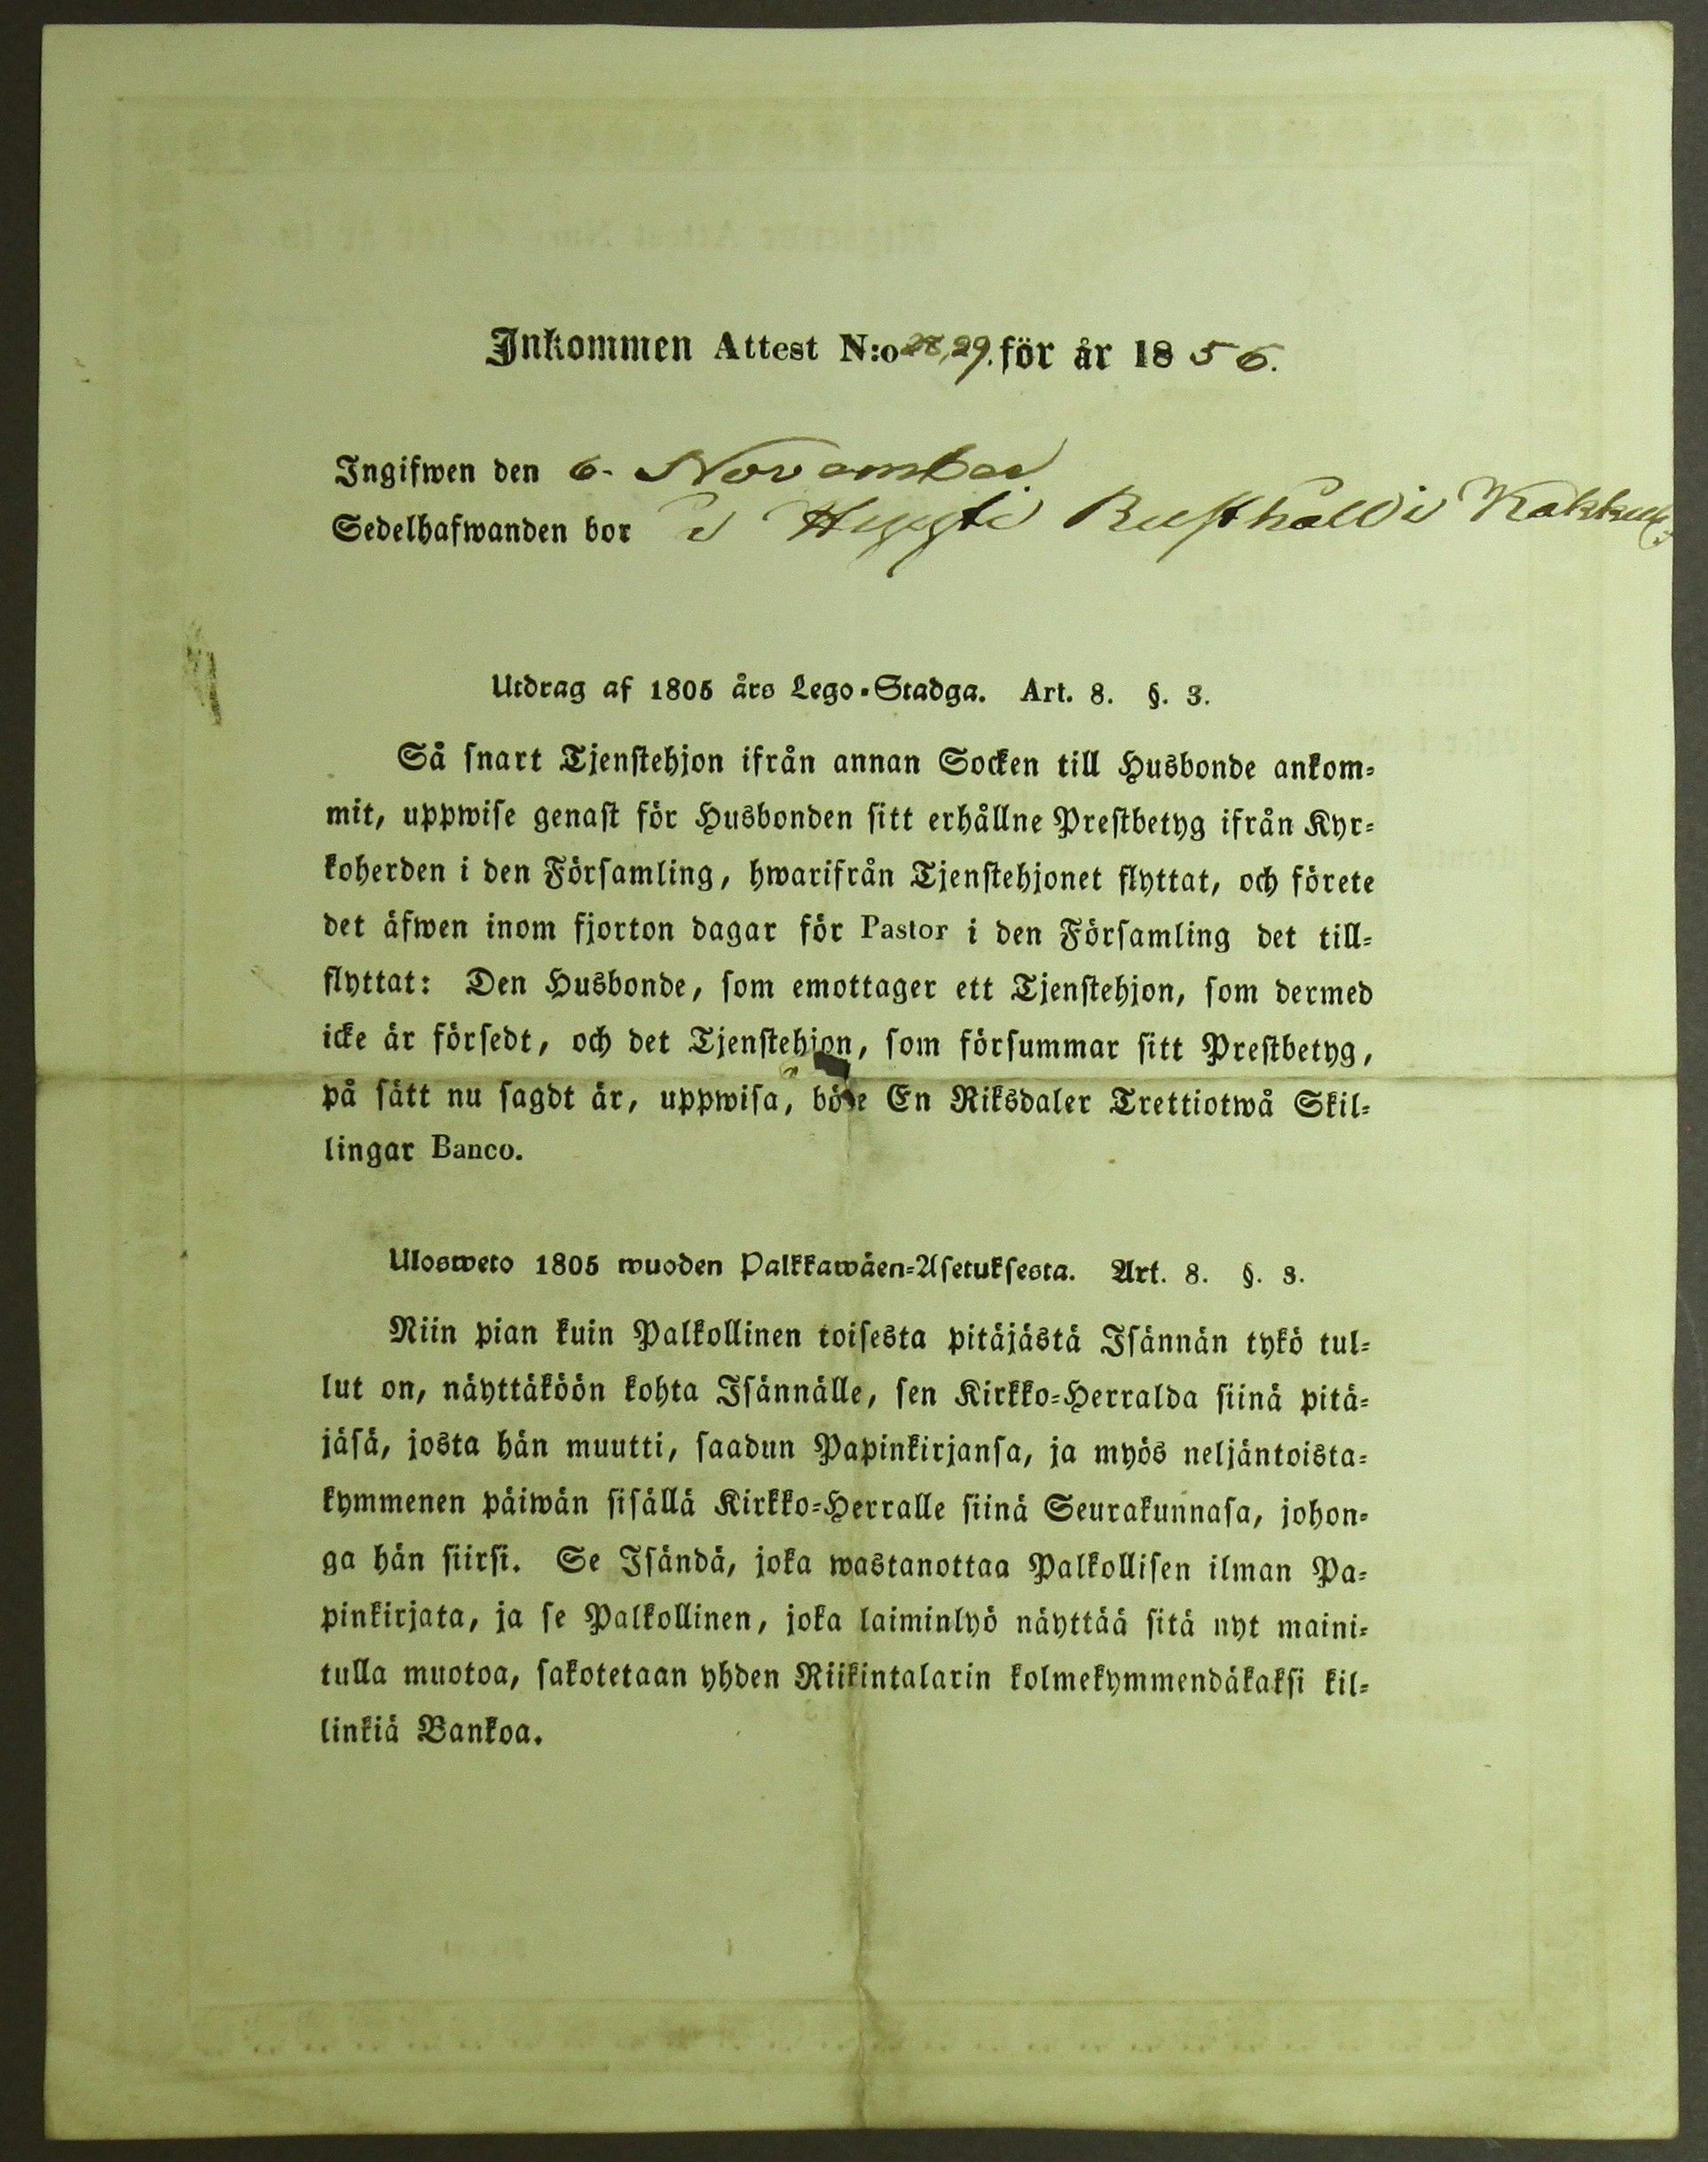 Inkommen Attest N:o 28, 29. för år 1856.
Ingifwen den 6. November
Sedelhafwanden bor i Hyyti Rusthåll i Kakkul
Utdrag af 1805 års Lego-Stadga. Art. 8. §. 3.
Så snart Tjenstehjon ifrån annan Socken till Husbonde ankom-
mit, uppwise genast för Husbonden sitt erhållne Prestbetyg ifrån Kyr-
koherden i den Församling, hwarifrån Tjenstehjonet flyttat, och förete
det äfwen inom fjorton dagar för Pastor i den Församling det till-
flyttat: Den Husbonde, som emottager ett Tjenstehjon, som dermed
icke är försedt, och det Tjenstehjon, som försummar sitt Prestbetyg,
på sätt nu sagdt är, uppwisa, böte En Riksdaler Trettiotwå Skil-
lingar Banco.
Ulosweto 1805 wuoden Palkkawäen-Asetuksesta. Art. 8. §. 3.
Niin pian kuin Palkollinen toisesta pitäjästä Isännän tykö tul-
lut on, näyttäköön kohta Isännälle, sen Kirkko-Herralda siinä pitä-
jäsä, josta hän muutti, saadun Papinkirjansa, ja myös neljäntoista-
kymmenen päiwän sisällä Kirkko-Herralle siinä Seurakunnasa, johon-
ga hän siirsi. Se Isändä, joka wastanottaa Palkollisen ilman Pa-
pinkirjata, ja se Palkollinen, joka laiminlyö näyttää sitä nyt maini-
tulla muotoa, sakotetaan yhden Riikintalarin kolmekymmendäkaksi kil-
linkiä Bankoa.